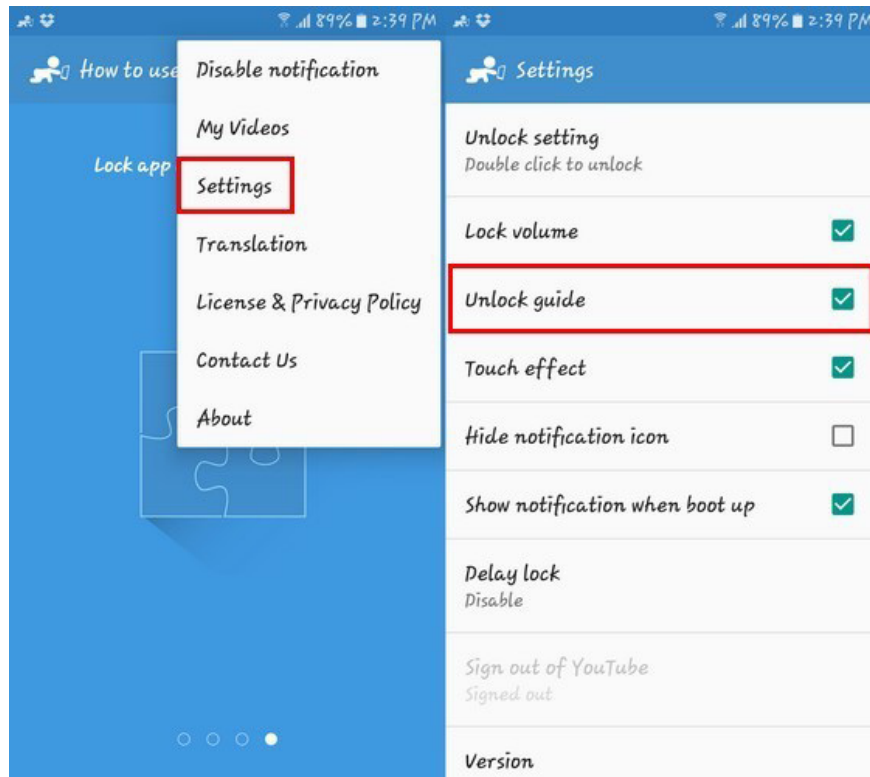 89% 2:39 PM
How to use
Lock app
Disable notification
My Videos
Settings
Translation
License & Privacy Policy
Contact Us
About
89% 2:39 PM
Settings
Unlock setting
Double click to unlock
Lock volume
Unlock guide
Touch effect
Hide notification icon
Show notification when boot up
Delay lock
Disable
Sign out of YouTube
Signed out
Version